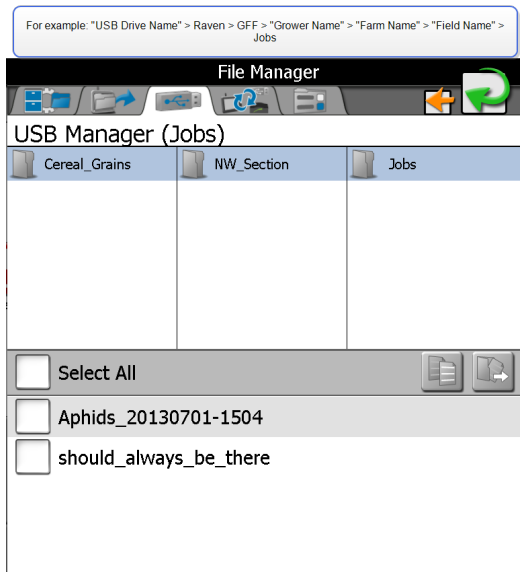 For example: "USB Drive Name" > Raven > GFF > "Grower Name" > "Farm Name" > "Field Name" >
Jobs
File Manager
USB Manager (Jobs)
Cereal_Grains NW_Section Jobs
Select All
Aphids_20130701-1504
should_always_be_there